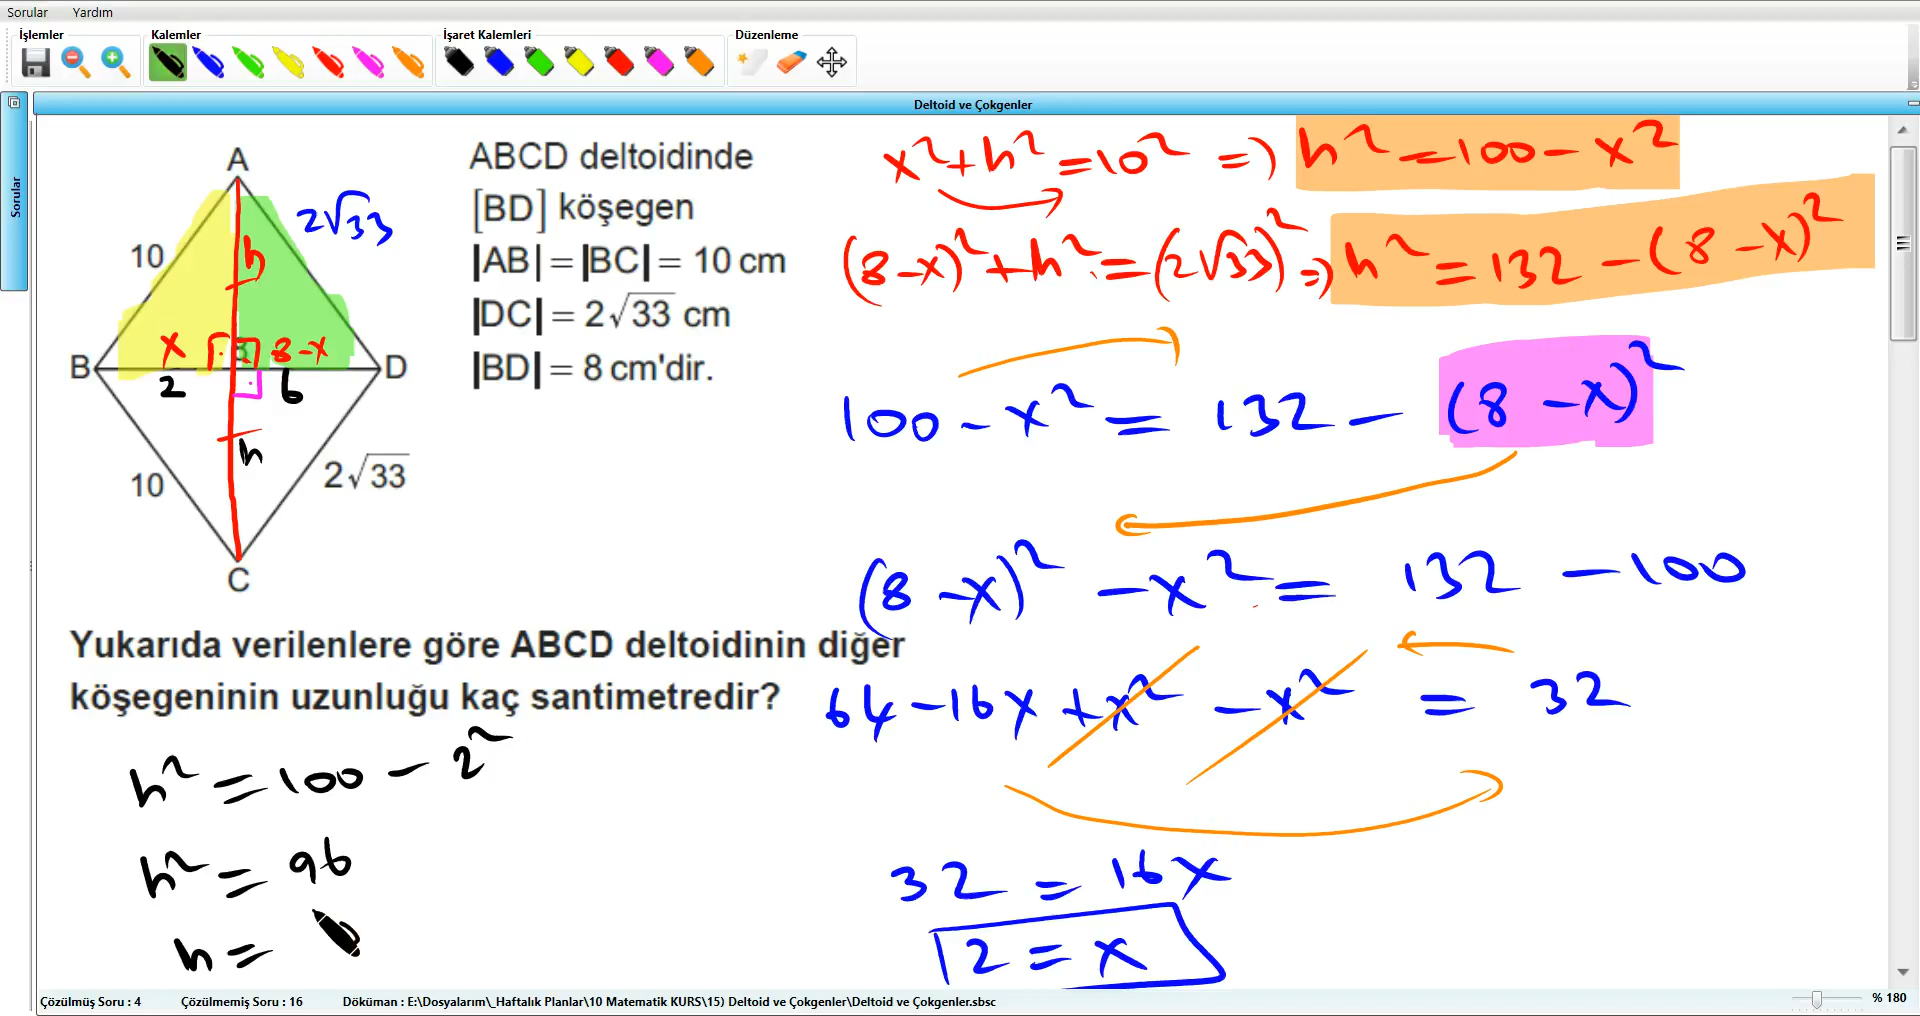 Sorular Yardım
İşlemler Kalemler İşaret Kalemleri Düzenleme
Deltoid ve Çokgenler
Sorular
A
10
2√33
h
x
8-x
B
D
2
6
h
10
2√33
C
ABCD deltoidinde
[BD] köşegen
|AB| = |BC| = 10 cm
|DC| = 2√33 cm
|BD| = 8 cm'dir.
Yukarıda verilenlere göre ABCD deltoidinin diğer
köşegeninin uzunluğu kaç santimetredir?
h² = 100 - 2²
h² = 96
h =
x² + h² = 10² => h² = 100 - x²
(8-x)² + h² = (2√33)² => h² = 132 - (8-x)²
100 - x² = 132 - (8-x)²
(8-x)² - x² = 132 - 100
64 - 16x + x² - x² = 32
32 = 16x
2 = x
Çözülmüş Soru : 4 Çözülmemiş Soru : 16 Döküman : E:\Dosyalarım\_Haftalık Planlar\10 Matematik KURS\15) Deltoid ve Çokgenler\Deltoid ve Çokgenler.sbsc % 180